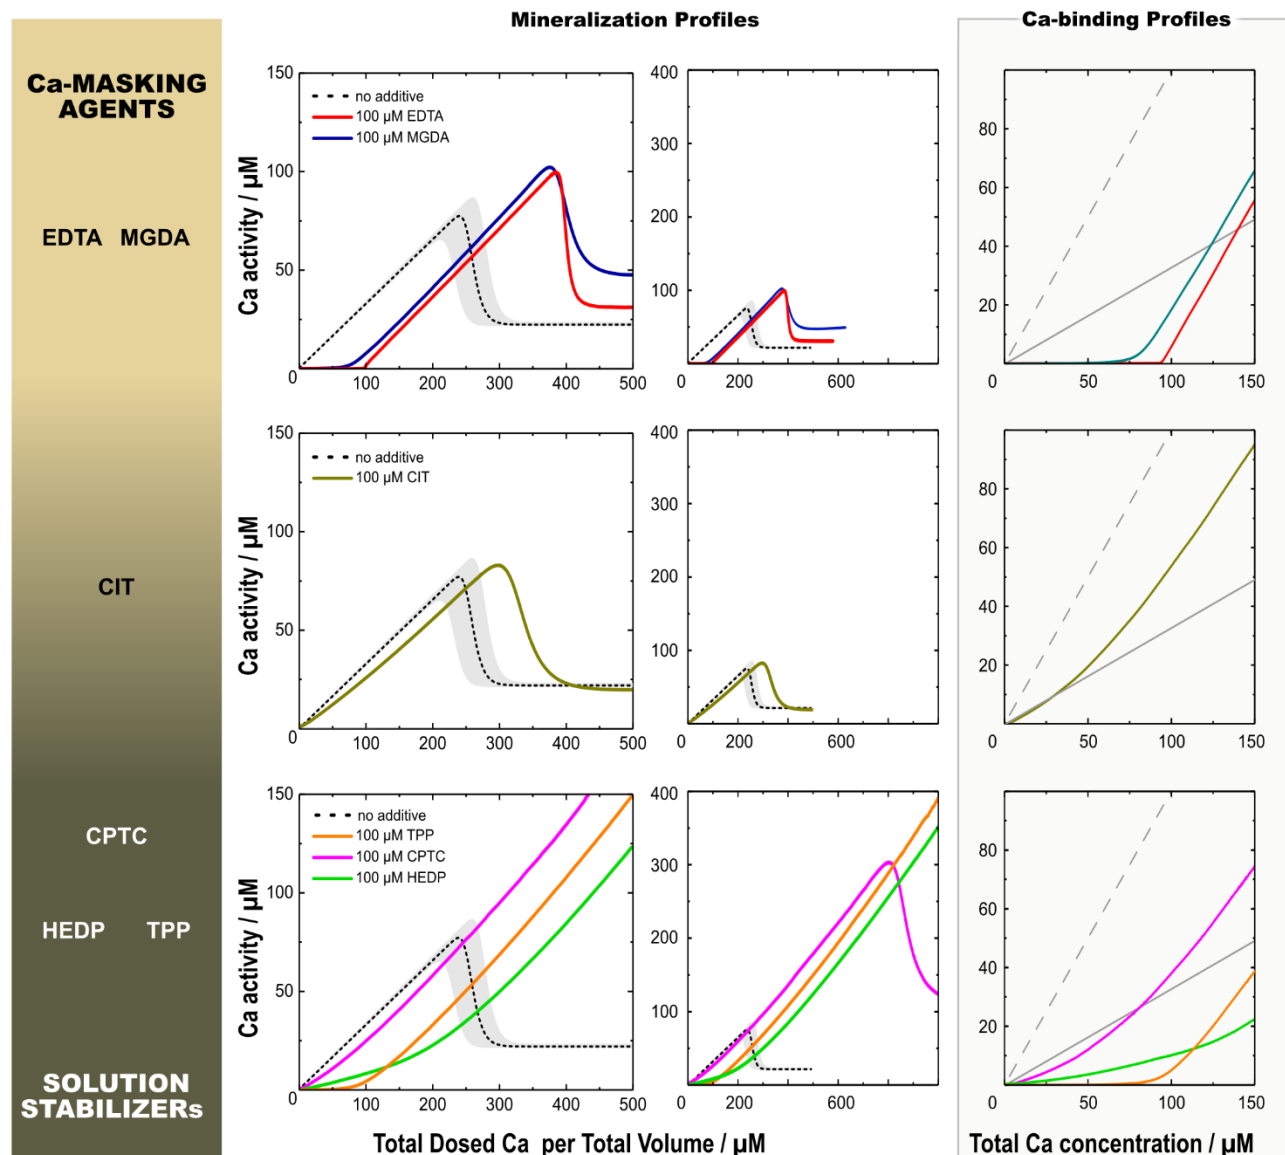 Mineralization Profiles
Ca-binding Profiles
Ca-MASKING
AGENTS
EDTA MGDA
CIT
CPTC
HEDP TPP
SOLUTION
STABILIZERs
Ca activity / µM
150
100
50
0 100 200 300 400 500
no additive
100 µM EDTA
100 µM MGDA
400
300
200
100
0 200 400 600
80
60
40
20
0 50 100 150
Ca activity / µM
150
100
50
0 100 200 300 400 500
no additive
100 µM CIT
400
300
200
100
0 200 400 600
80
60
40
20
0 50 100 150
Ca activity / µM
150
100
50
0 100 200 300 400 500
no additive
100 µM TPP
100 µM CPTC
100 µM HEDP
400
300
200
100
0 200 400 600
80
60
40
20
0 50 100 150
Total Dosed Ca per Total Volume / µM
Total Ca concentration / µM